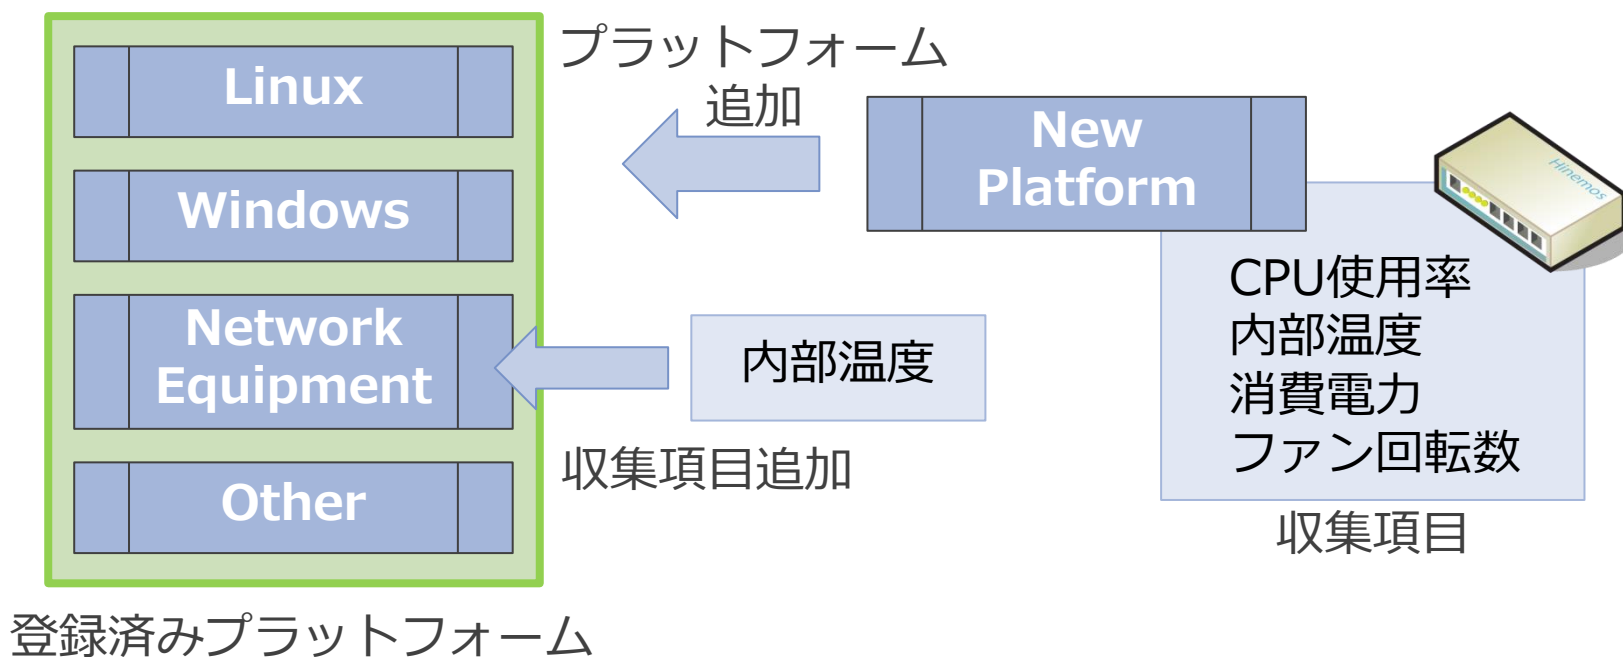 Linux
Windows
Network
Equipment
Other
登録済みプラットフォーム
プラットフォーム
追加
New
Platform
内部温度
収集項目追加
Hinemos
CPU使用率
内部温度
消費電力
ファン回転数
収集項目